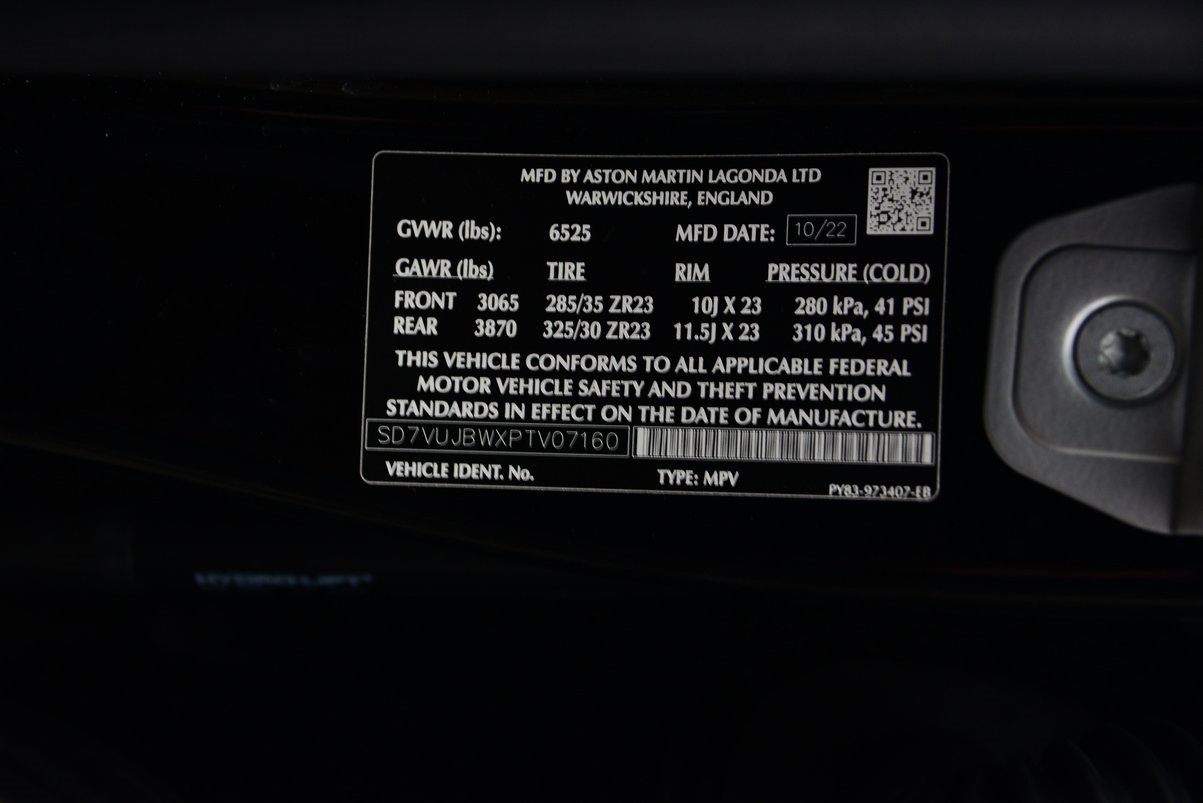 MFD BY ASTON MARTIN LAGONDA LTD
WARWICKSHIRE, ENGLAND
GVWR (lbs): 6525 MFD DATE: 10/22
GAWR (lbs) TIRE RIM PRESSURE (COLD)
FRONT 3065 285/35 ZR23 10J X 23 280 kPa, 41 PSI
REAR 3870 325/30 ZR23 11.5J X 23 310 kPa, 45 PSI
THIS VEHICLE CONFORMS TO ALL APPLICABLE FEDERAL
MOTOR VEHICLE SAFETY AND THEFT PREVENTION
STANDARDS IN EFFECT ON THE DATE OF MANUFACTURE.
SD7VUJBWXPTV07160
VEHICLE IDENT. No. TYPE: MPV
PY83-973407-EB